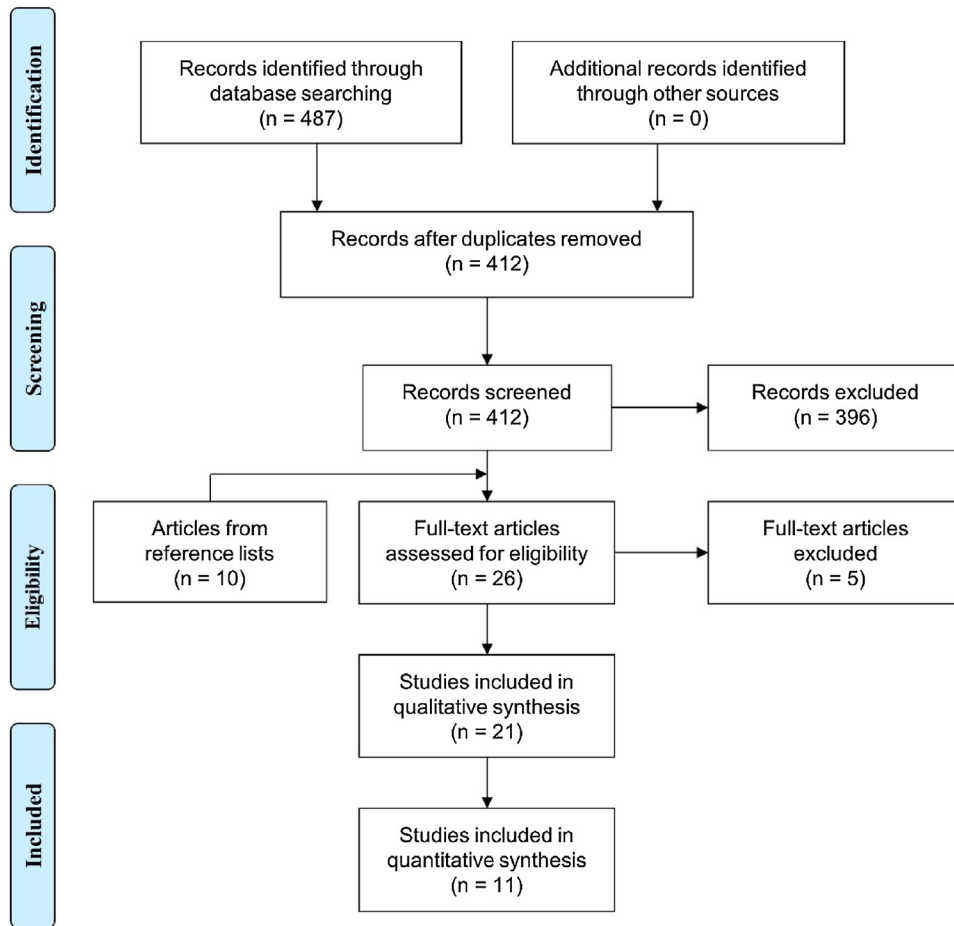 Identification
Records identified through
database searching
(n = 487)
Additional records identified
through other sources
(n = 0)
Records after duplicates removed
(n = 412)
Screening
Records screened
(n = 412)
Records excluded
(n = 396)
Eligibility
Articles from
reference lists
(n = 10)
Full-text articles
assessed for eligibility
(n = 26)
Full-text articles
excluded
(n = 5)
Studies included in
qualitative synthesis
(n = 21)
Included
Studies included in
quantitative synthesis
(n = 11)